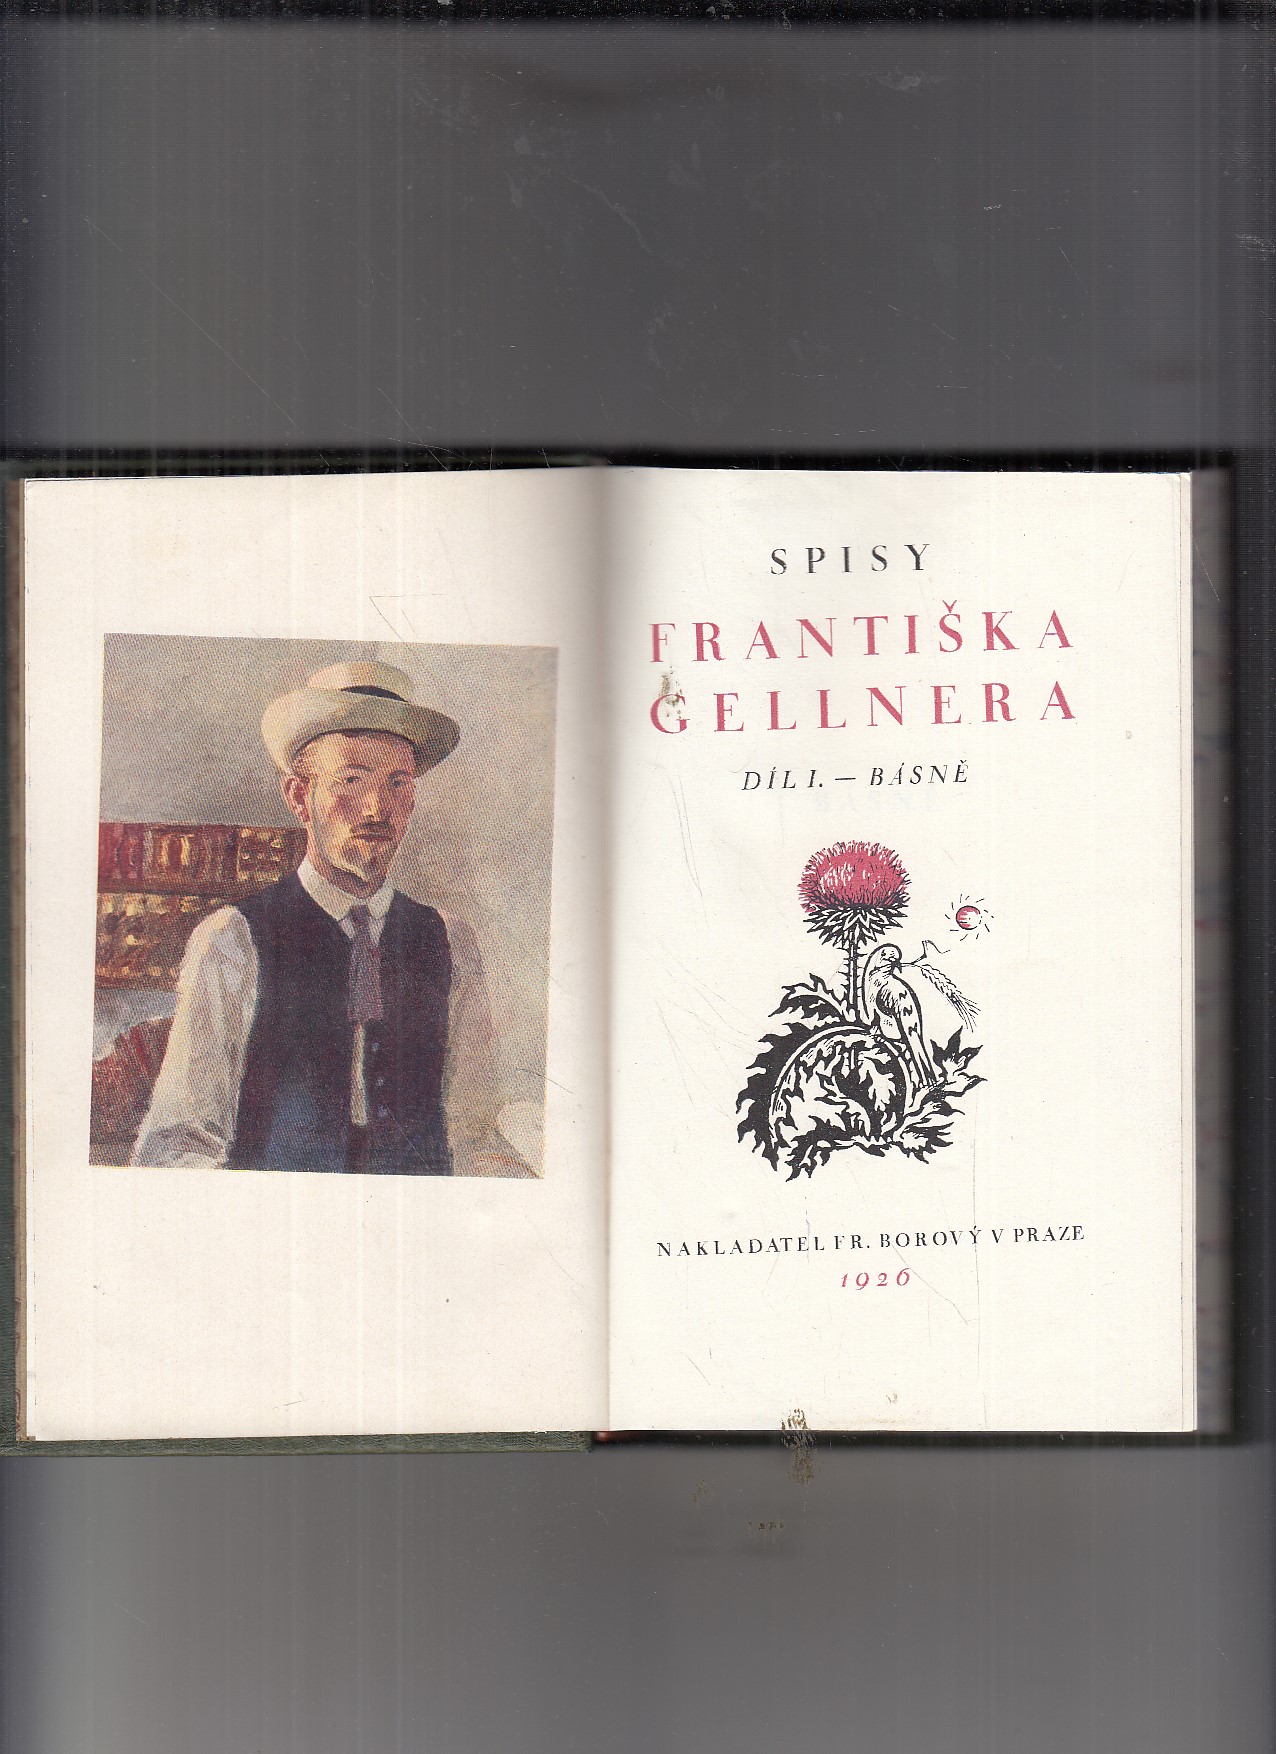 SPISY
FRANTIŠKA
GELLNERA
DÍL I. — BÁSNĚ
NAKLADATEL FR. BOROVÝ V PRAZE
1926